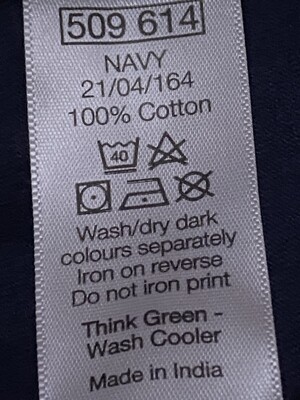 509 614
NAVY
21/04/164
100% Cotton
40
Wash/dry dark
colours separately
Iron on reverse
Do not iron print
Think Green -
Wash Cooler
Made in India